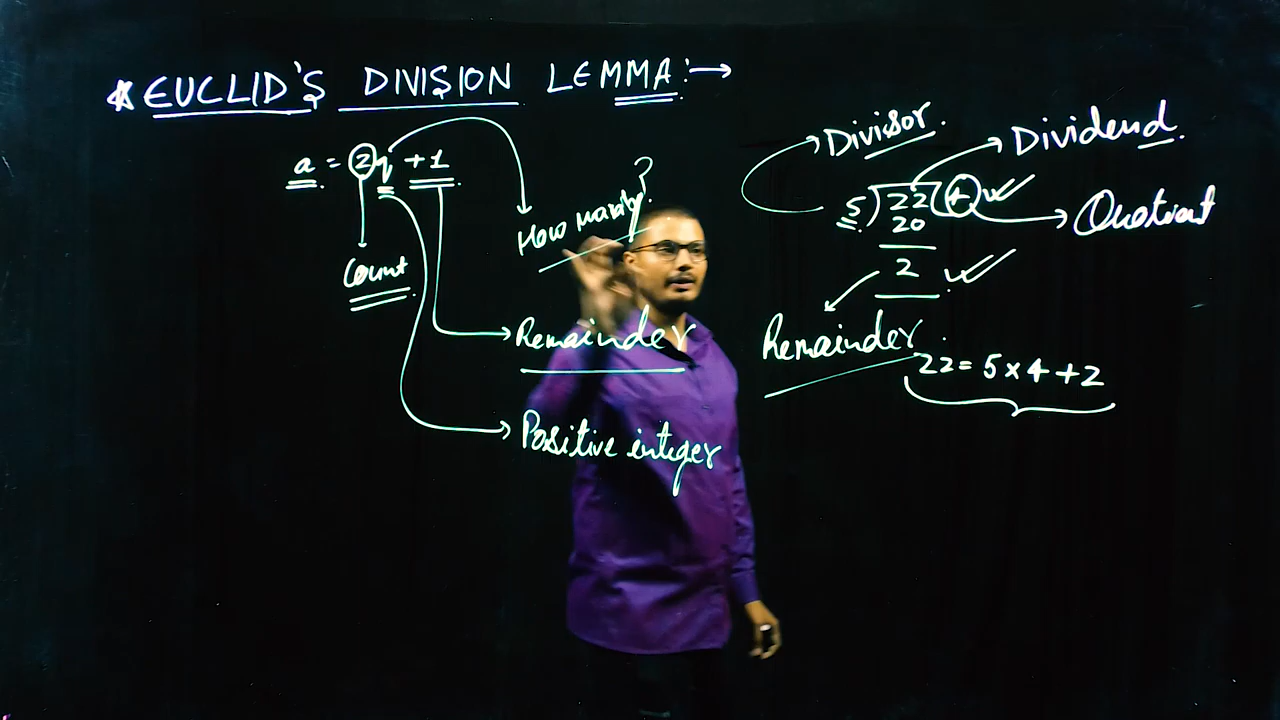 * EUCLID'S DIVISION LEMMA:→
a = 2q + 1
How many?
Count
Remainder
Positive integer
Divisor.
Dividend.
5) 22 (4
20
2
Quotient
Remainder.
22 = 5 × 4 + 2